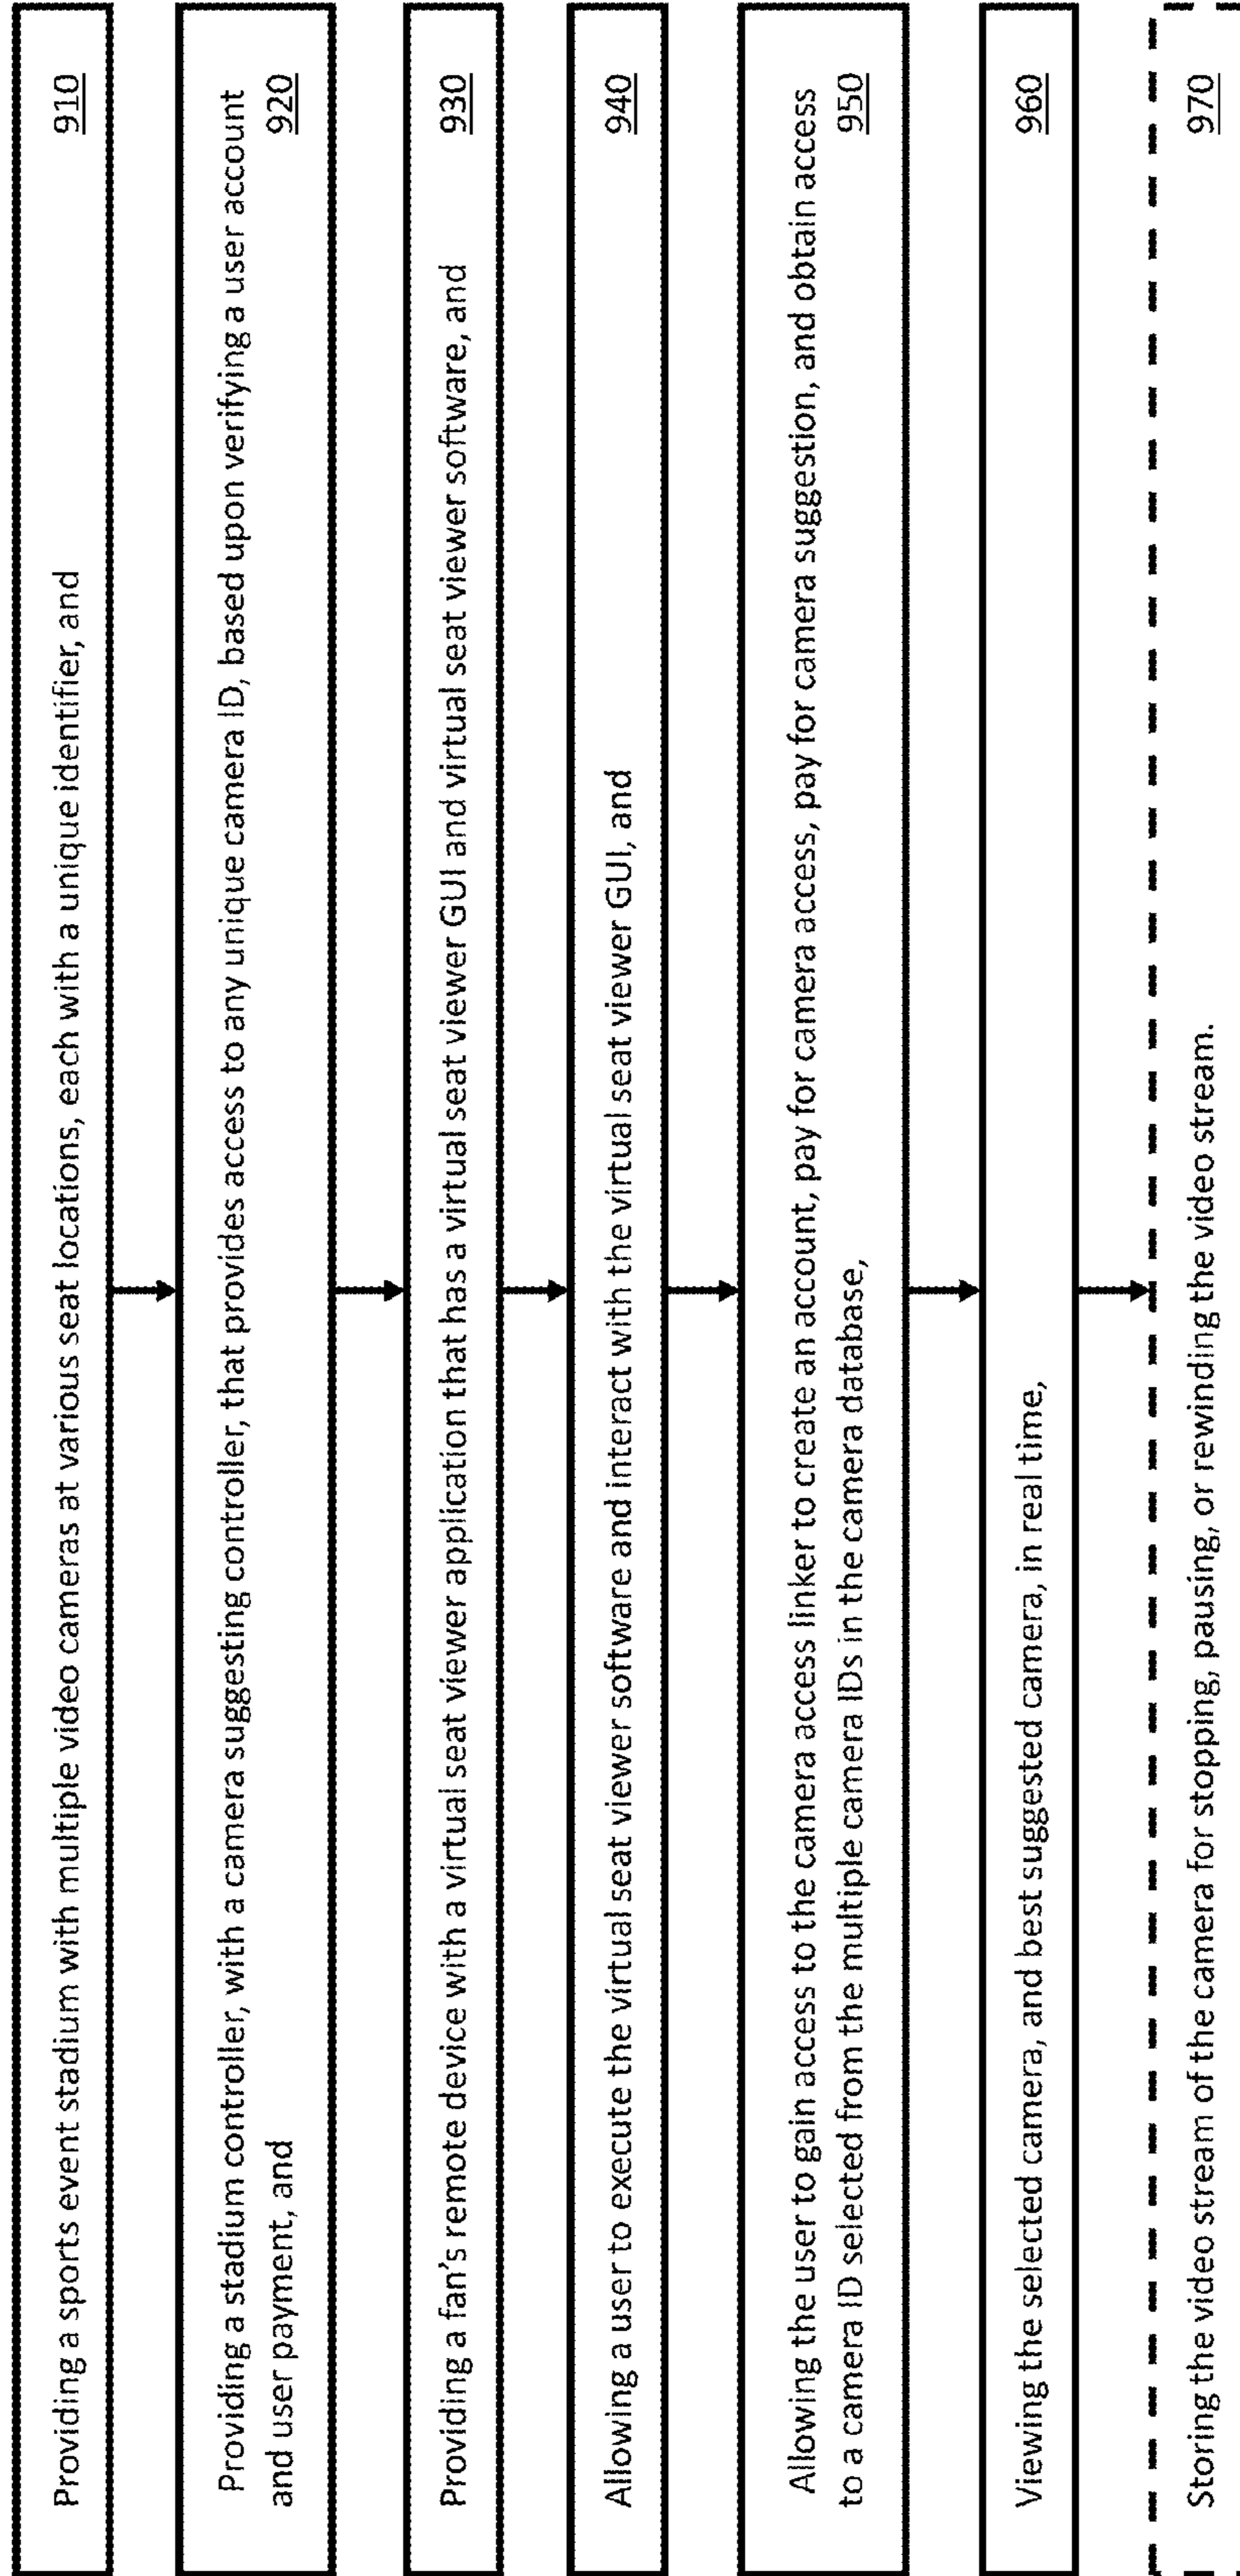 Providing a sports event stadium with multiple video cameras at various seat locations, each with a unique identifier, and
910
Providing a stadium controller, with a camera suggesting controller, that provides access to any unique camera ID, based upon verifying a user account
and user payment, and
920
Providing a fan's remote device with a virtual seat viewer application that has a virtual seat viewer GUI and virtual seat viewer software, and
930
Allowing a user to execute the virtual seat viewer software and interact with the virtual seat viewer GUI, and
940
Allowing the user to gain access to the camera access linker to create an account, pay for camera access, pay for camera suggestion, and obtain access
to a camera ID selected from the multiple camera IDs in the camera database,
950
Viewing the selected camera, and best suggested camera, in real time,
960
Storing the video stream of the camera for stopping, pausing, or rewinding the video stream.
970